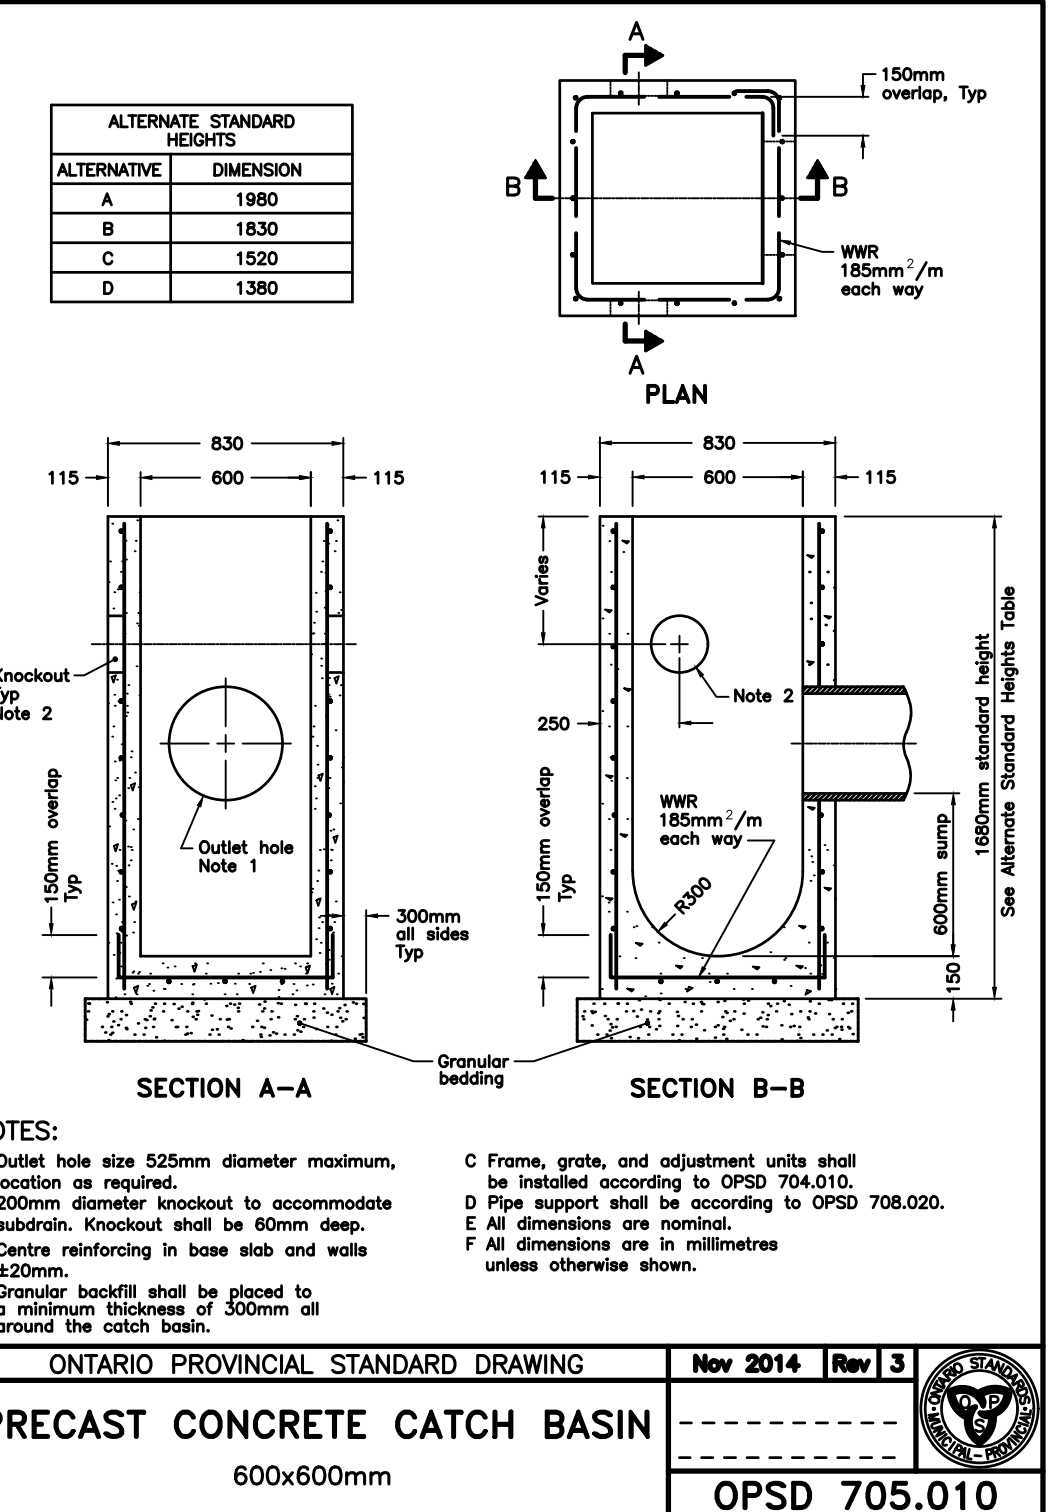 ALTERNATE STANDARD
HEIGHTS
ALTERNATIVE DIMENSION
A 1980
B 1830
C 1520
D 1380
A
150mm
overlap, Typ
B
B
WWR
185mm²/m
each way
A
PLAN
830
115 600 115
Knockout
Typ
Note 2
Outlet hole
Note 1
150mm overlap
Typ
300mm
all sides
Typ
830
115 600 115
Varies
Note 2
250
WWR
185mm²/m
each way
150mm overlap
Typ
R300
600mm sump
150
1680mm standard height
See Alternate Standard Heights Table
Granular
bedding
SECTION A-A
SECTION B-B
NOTES:
Outlet hole size 525mm diameter maximum,
location as required.
200mm diameter knockout to accommodate
subdrain. Knockout shall be 60mm deep.
Centre reinforcing in base slab and walls
±20mm.
Granular backfill shall be placed to
a minimum thickness of 300mm all
around the catch basin.
C Frame, grate, and adjustment units shall
be installed according to OPSD 704.010.
D Pipe support shall be according to OPSD 708.020.
E All dimensions are nominal.
F All dimensions are in millimetres
unless otherwise shown.
ONTARIO PROVINCIAL STANDARD DRAWING
Nov 2014 Rev 3
PRECAST CONCRETE CATCH BASIN
600x600mm
ONTARIO STANDARDS
MUNICIPAL-PROVINCIAL
OPS
OPSD 705.010